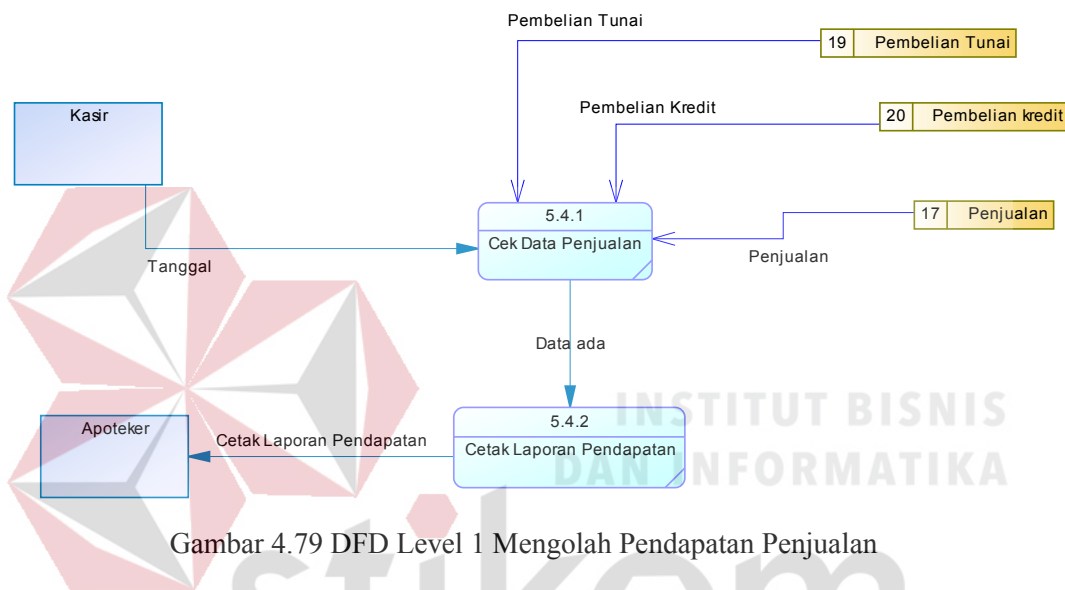 Pembelian Tunai
19 Pembelian Tunai
Kasir
Pembelian Kredit
20 Pembelian kredit
5.4.1
Cek Data Penjualan
17 Penjualan
Penjualan
Tanggal
Data ada
INSTITUT BISNIS
DAN INFORMATIKA
Apoteker
Cetak Laporan Pendapatan
5.4.2
Cetak Laporan Pendapatan
Gambar 4.79 DFD Level 1 Mengolah Pendapatan Penjualan
stikom